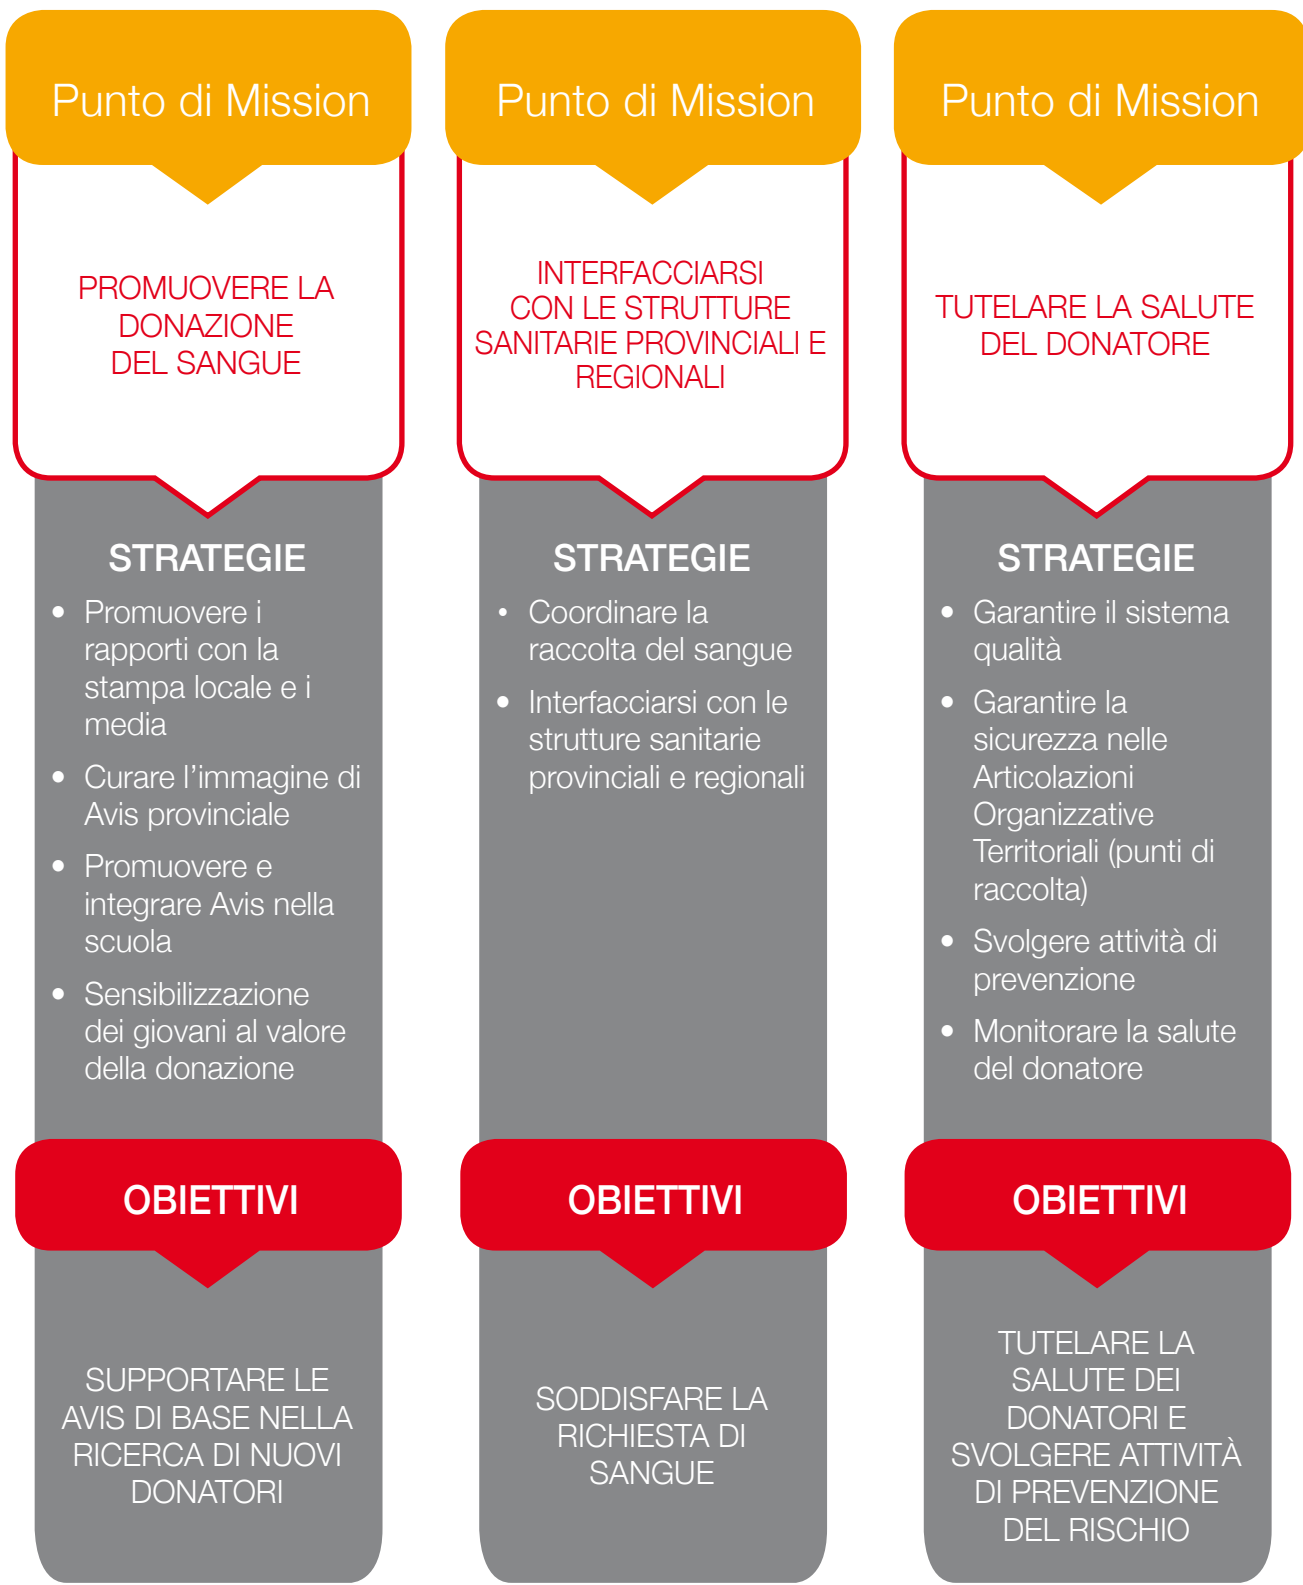 Punto di Mission
PROMUOVERE LA
DONAZIONE
DEL SANGUE
STRATEGIE
• Promuovere i
rapporti con la
stampa locale e i
media
• Curare l’immagine di
Avis provinciale
• Promuovere e
integrare Avis nella
scuola
• Sensibilizzazione
dei giovani al valore
della donazione
OBIETTIVI
SUPPORTARE LE
AVIS DI BASE NELLA
RICERCA DI NUOVI
DONATORI
Punto di Mission
INTERFACCIARSI
CON LE STRUTTURE
SANITARIE PROVINCIALI E
REGIONALI
STRATEGIE
• Coordinare la
raccolta del sangue
• Interfacciarsi con le
strutture sanitarie
provinciali e regionali
OBIETTIVI
SODDISFARE LA
RICHIESTA DI
SANGUE
Punto di Mission
TUTELARE LA SALUTE
DEL DONATORE
STRATEGIE
• Garantire il sistema
qualità
• Garantire la
sicurezza nelle
Articolazioni
Organizzative
Territoriali (punti di
raccolta)
• Svolgere attività di
prevenzione
• Monitorare la salute
del donatore
OBIETTIVI
TUTELARE LA
SALUTE DEI
DONATORI E
SVOLGERE ATTIVITÀ
DI PREVENZIONE
DEL RISCHIO